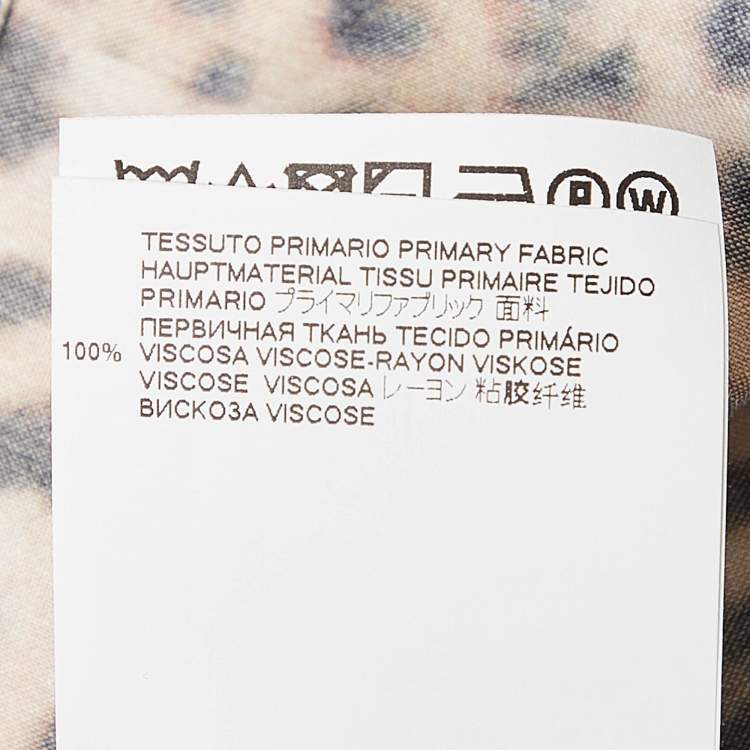 P W
TESSUTO PRIMARIO PRIMARY FABRIC
HAUPTMATERIAL TISSU PRIMAIRE TEJIDO
PRIMARIO プライマリファブリック 面料
ПЕРВИЧНАЯ ТКАНЬ TECIDO PRIMÁRIO
100% VISCOSA VISCOSE-RAYON VISKOSE
VISCOSE VISCOSA レーヨン 粘胶纤维
ВИСКОЗА VISCOSE